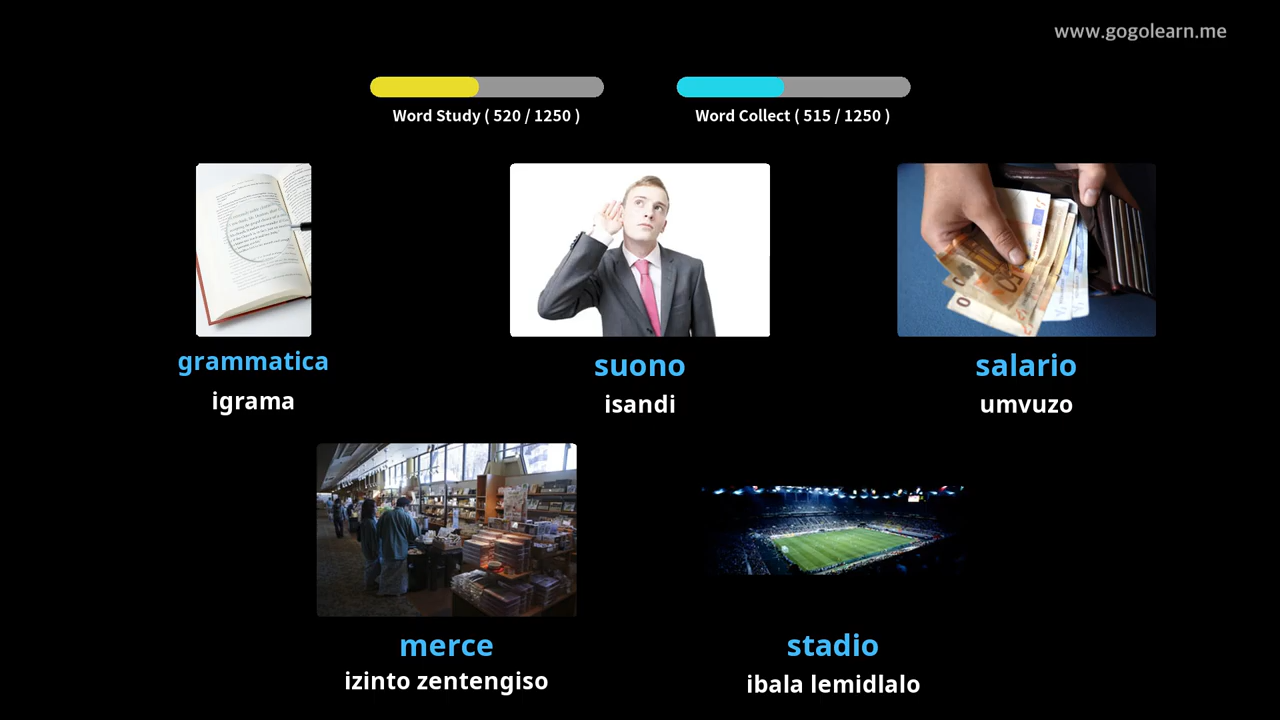 www.gogolearn.me
Word Study ( 520 / 1250 )
Word Collect ( 515 / 1250 )
grammatica
igrama
suono
isandi
salario
umvuzo
merce
izinto zentengiso
stadio
ibala lemidlalo